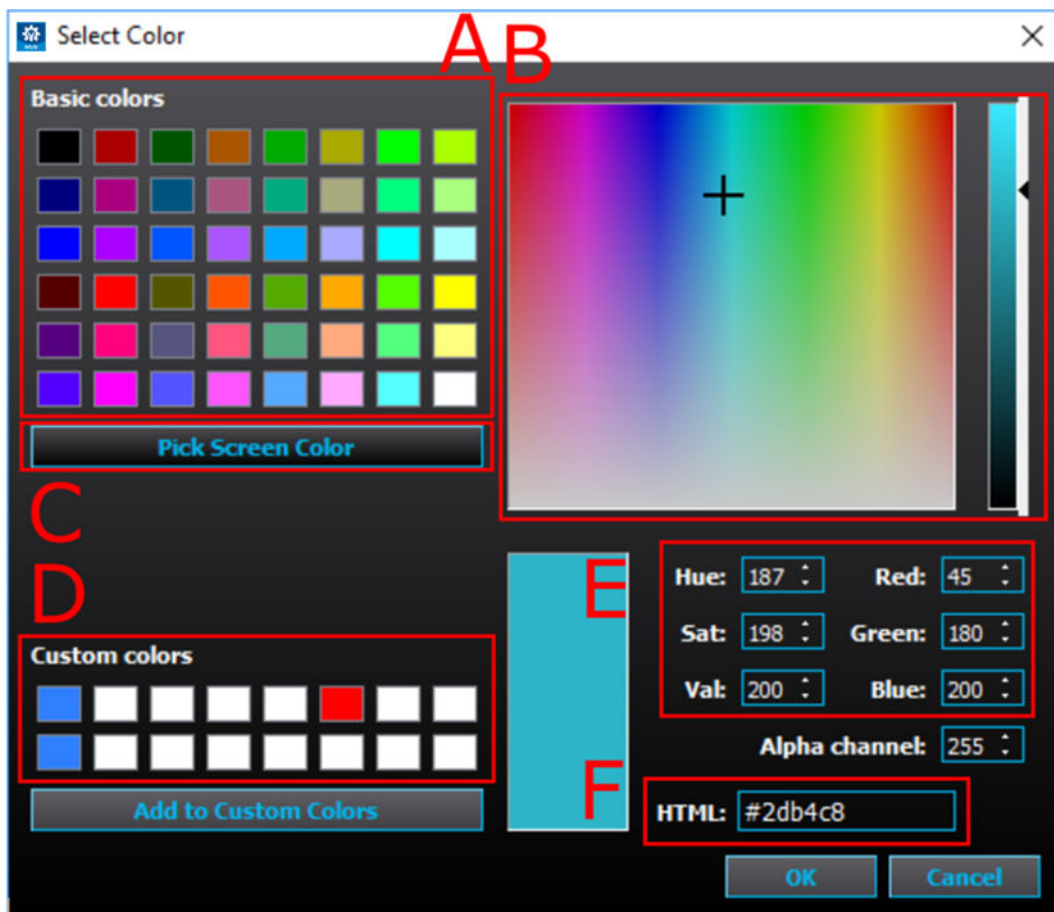 Select Color
A
B
Basic colors
Pick Screen Color
C
D
Custom colors
Add to Custom Colors
E
Hue: 187 Red: 45
Sat: 198 Green: 180
Val: 200 Blue: 200
Alpha channel: 255
F
HTML: #2db4c8
OK Cancel